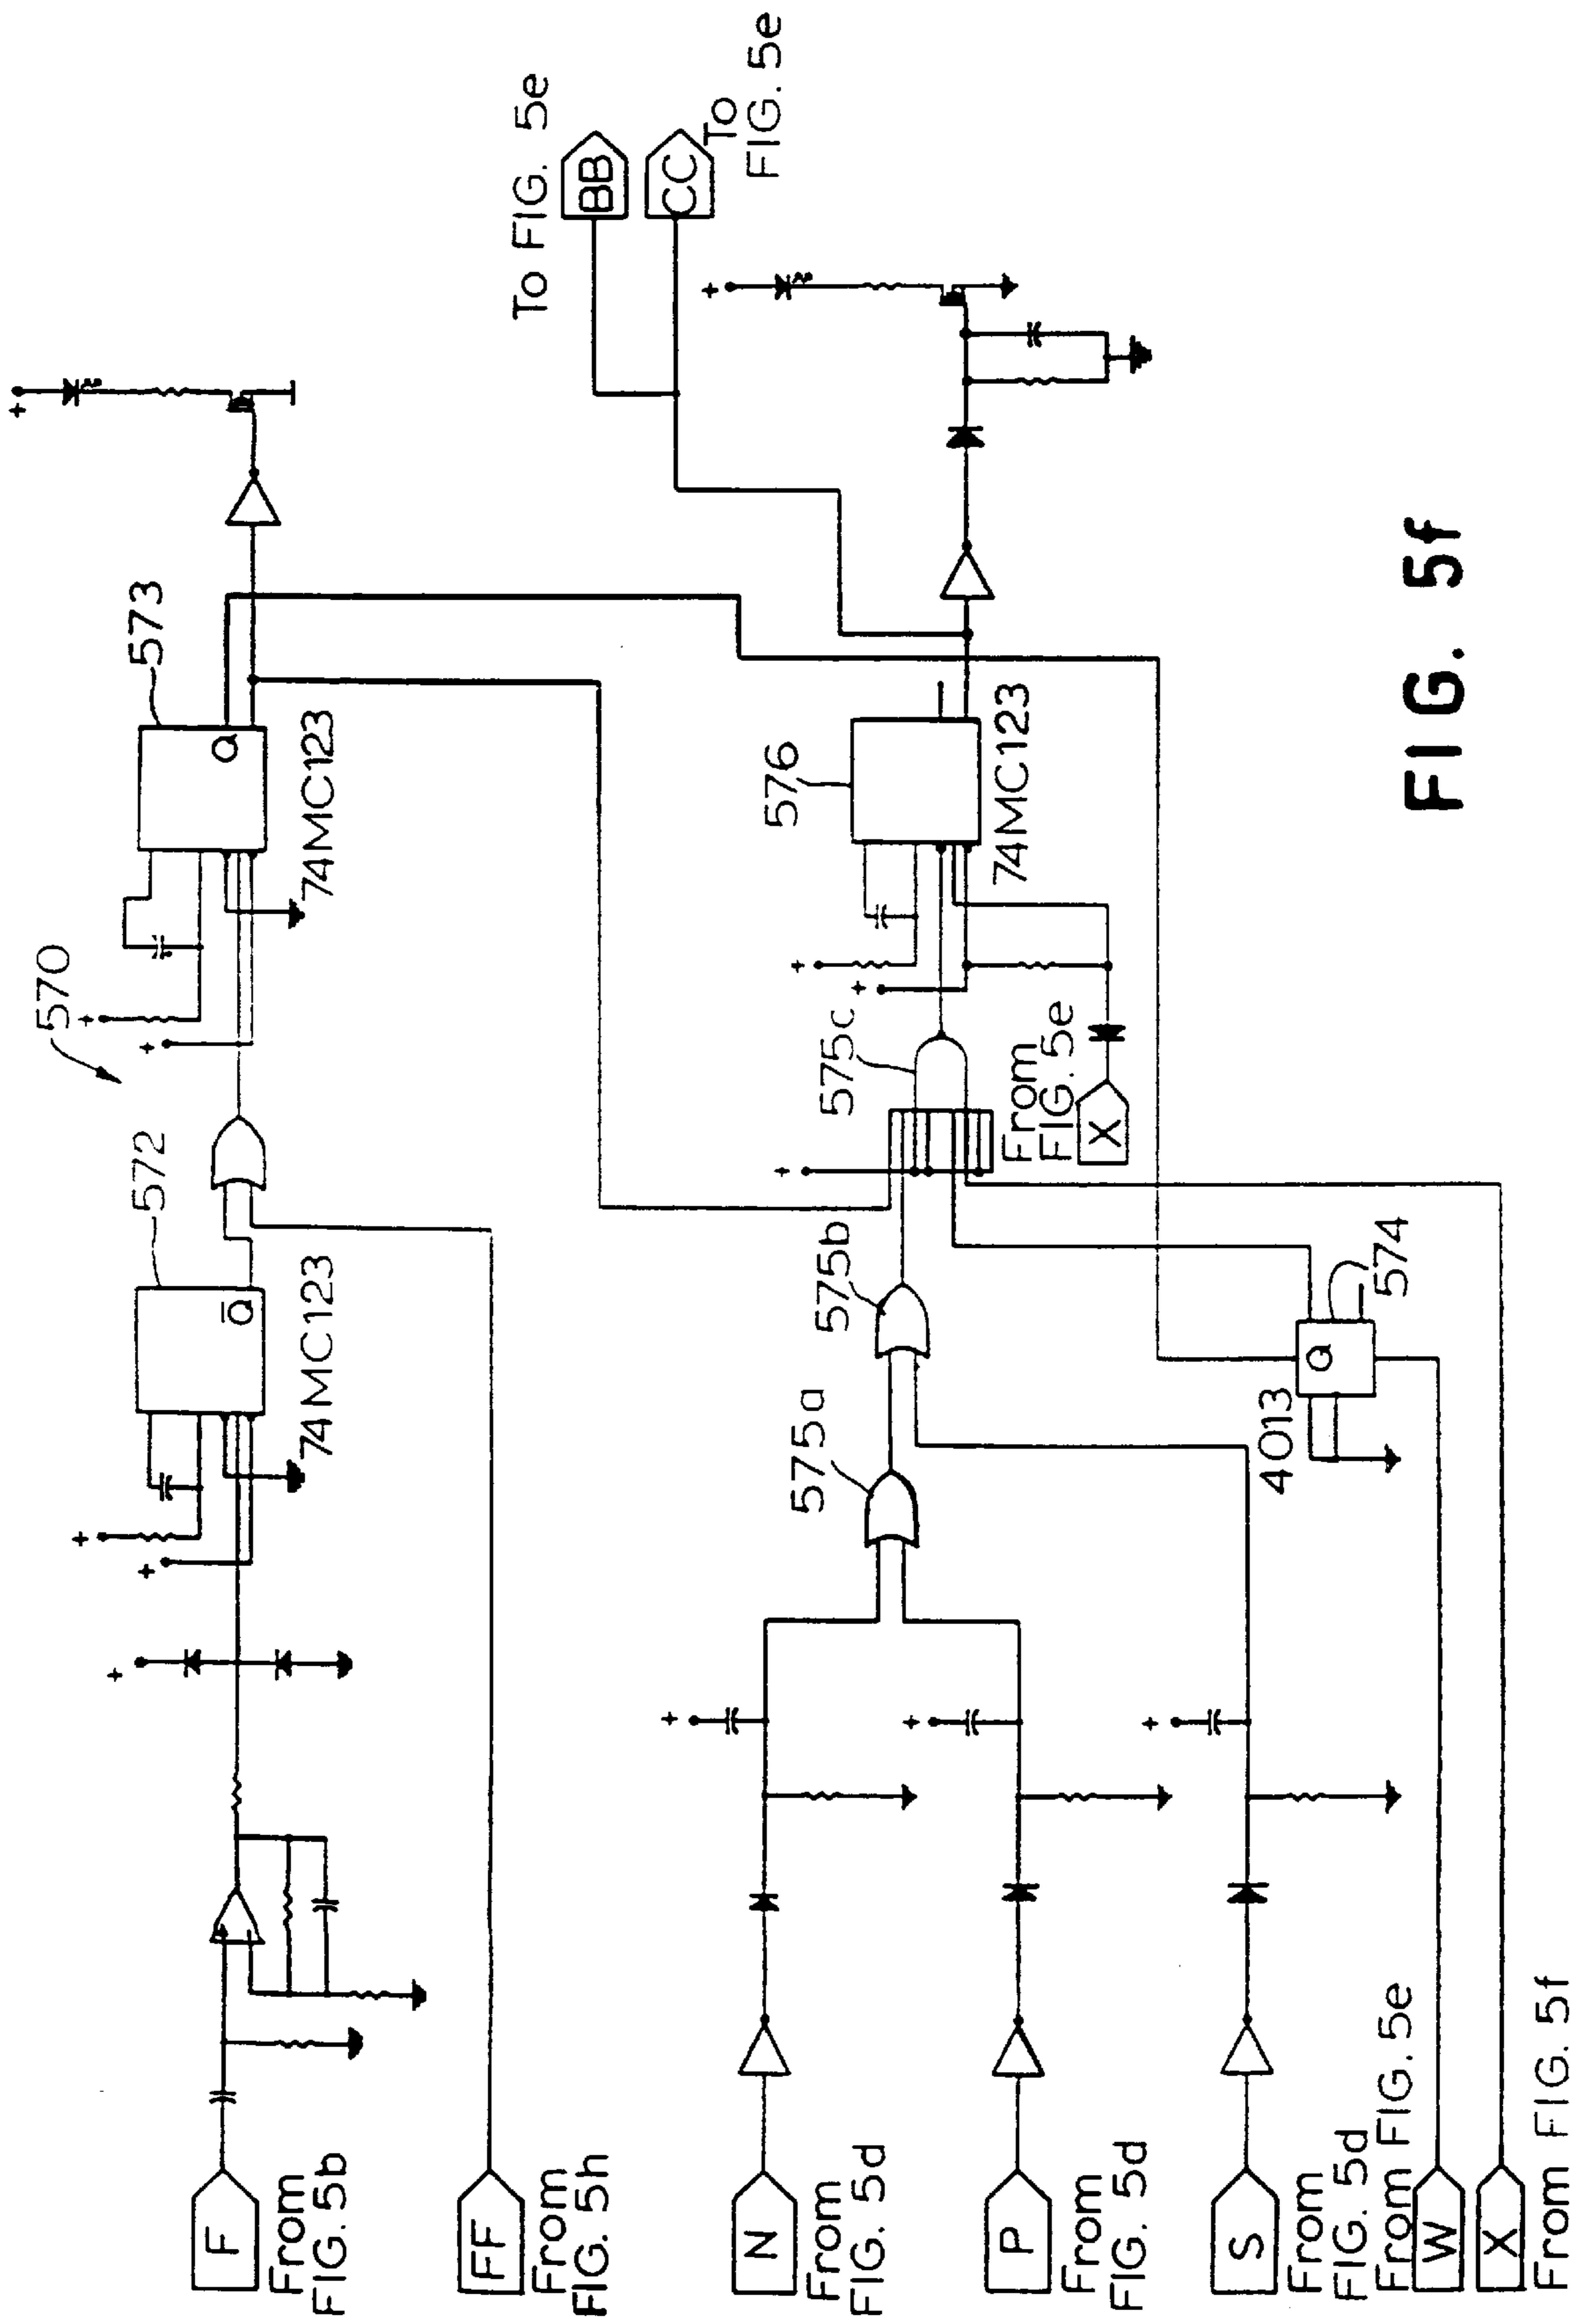 570
572
573
Q̄
Q
74MC123
74MC123
F
From
FIG. 5b
FF
From
FIG. 5h
To FIG. 5e
BB
CC
To
FIG. 5e
N
From
FIG. 5d
P
From
FIG. 5d
S
From
FIG. 5d
575a
575b
575c
576
74MC123
From
FIG. 5e
X
4013
Q
574
From FIG. 5e
W
X
From FIG. 5f
+
+
+
+
+
+
+
+
+
+
+
+
+
FIG. 5f